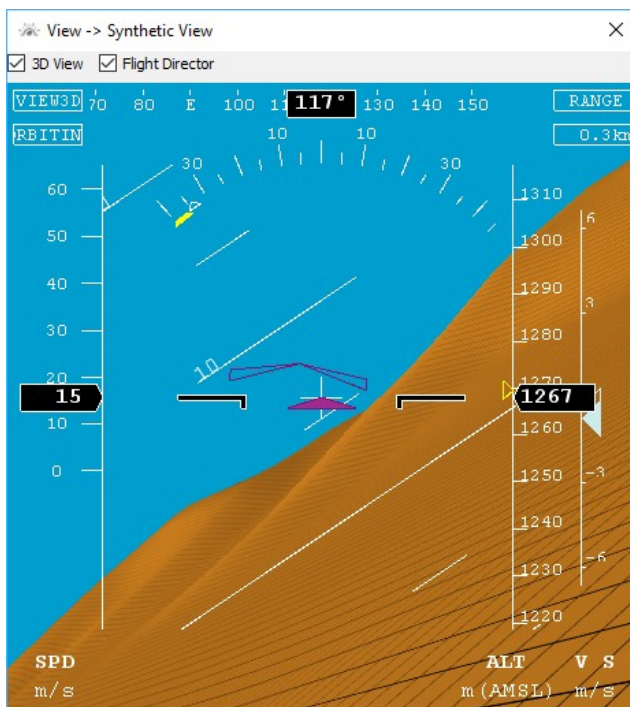 View -> Synthetic View
3D View Flight Director
VIEW3D 70 80 E 100 117° 130 140 150 RANGE
RBITIN 10 10 0.3km
30 30
60 1310
50 1300
40 1290
30 1280
20 10 1270
15 1267
10 1260
0 1250
1240
1230
1220
6
3
-3
-6
SPD ALT V S
m/s m(AMSL) m/s